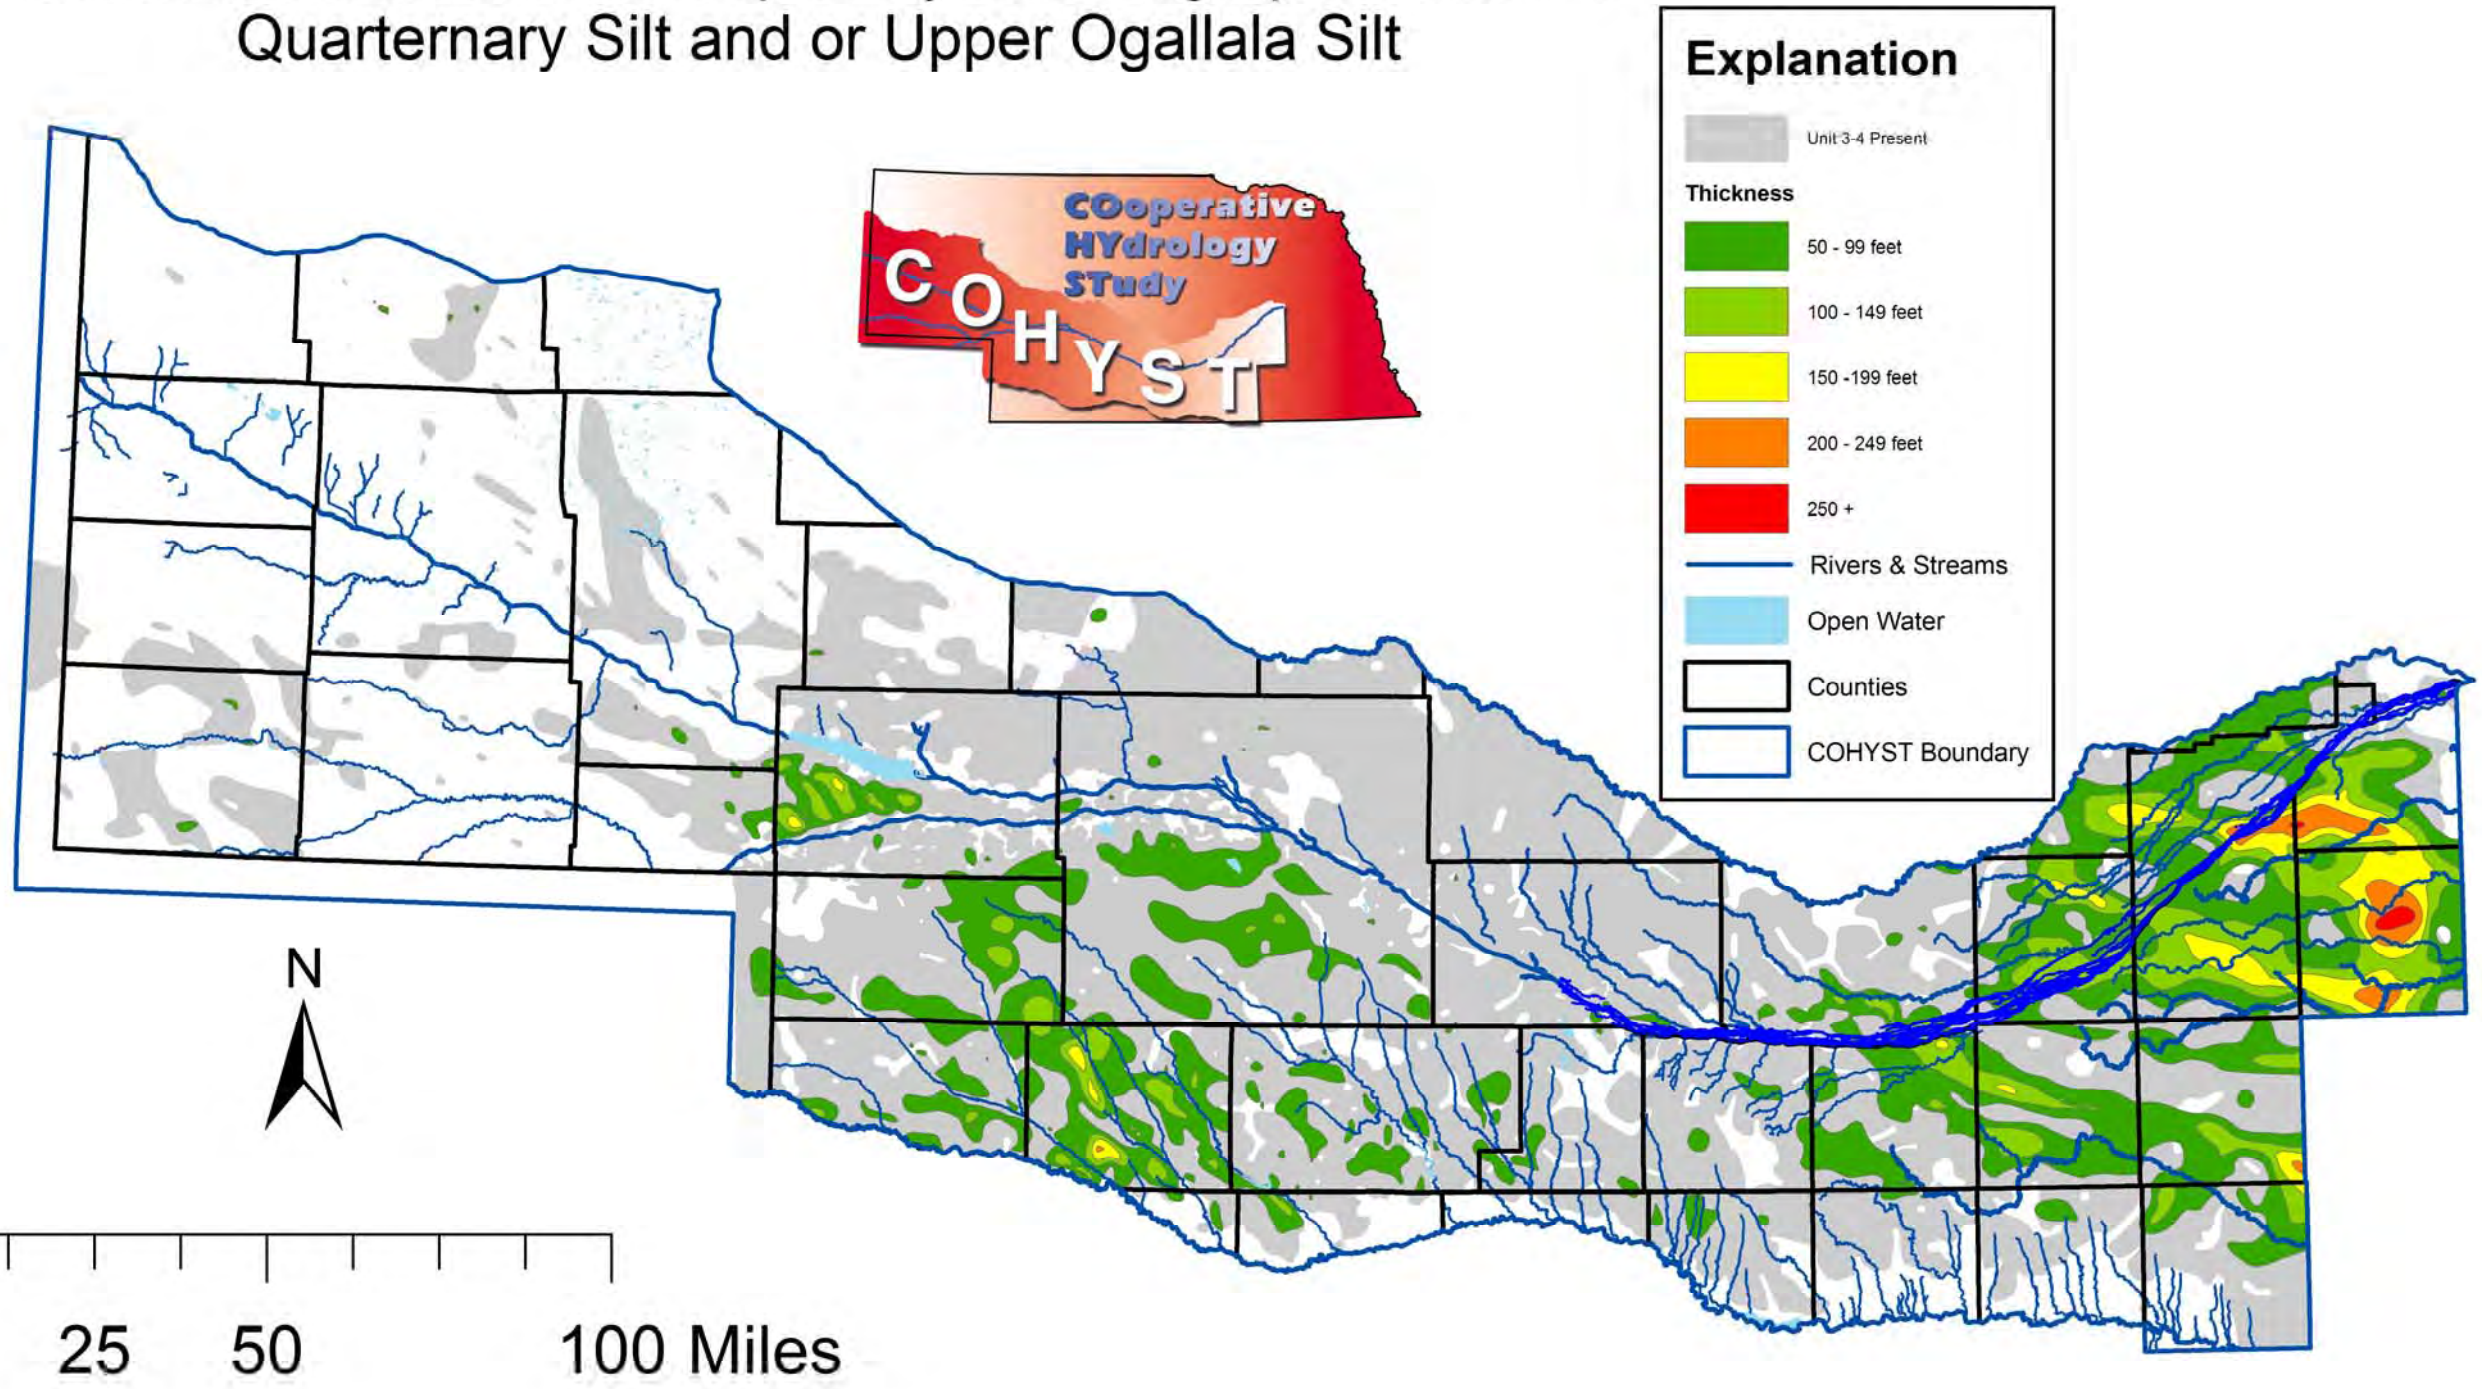 Quarternary Silt and or Upper Ogallala Silt
Explanation
Unit 3-4 Present
Thickness
50 - 99 feet
100 - 149 feet
150 -199 feet
200 - 249 feet
250 +
Rivers & Streams
Open Water
Counties
COHYST Boundary
COoperative
HYdrology
STudy
COHYST
N
25 50 100 Miles